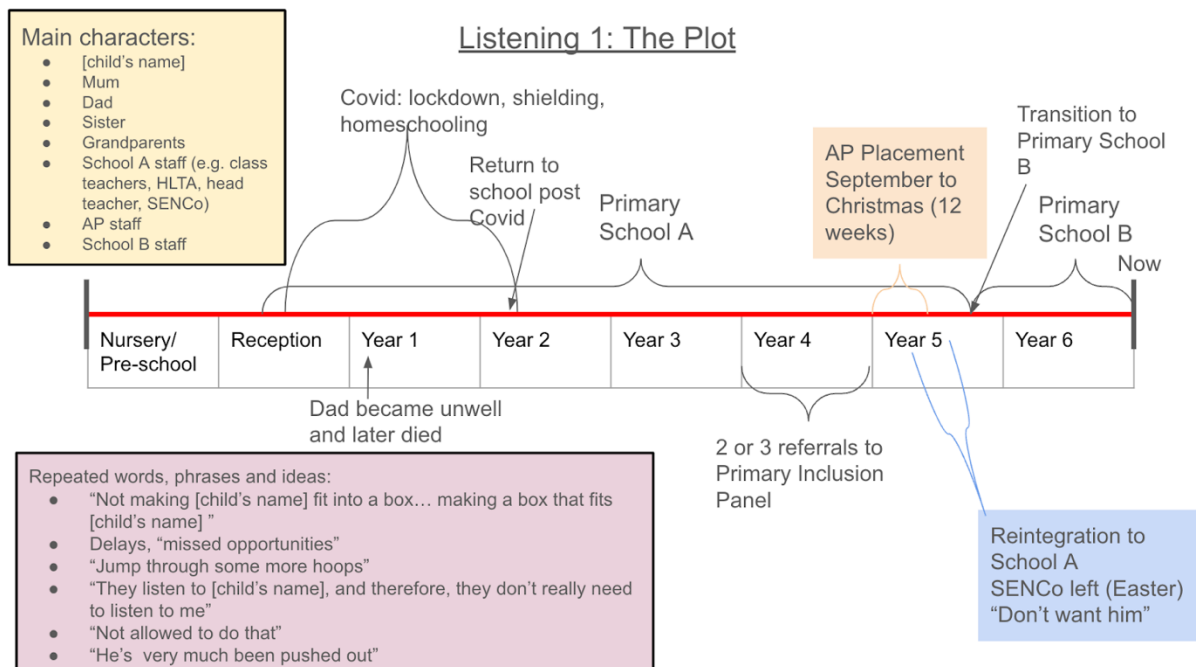 Listening 1: The Plot
Main characters:
● [child’s name]
● Mum
● Dad
● Sister
● Grandparents
● School A staff (e.g. class
teachers, HLTA, head
teacher, SENCo)
● AP staff
● School B staff
Covid: lockdown, shielding,
homeschooling
Return to
school post
Covid
Primary
School A
AP Placement
September to
Christmas (12
weeks)
Transition to
Primary School
B
Primary
School B
Now
Nursery/
Pre-school
Reception
Year 1
Year 2
Year 3
Year 4
Year 5
Year 6
Dad became unwell
and later died
2 or 3 referrals to
Primary Inclusion
Panel
Reintegration to
School A
SENCo left (Easter)
“Don’t want him”
Repeated words, phrases and ideas:
● “Not making [child’s name] fit into a box… making a box that fits
[child’s name] ”
● Delays, “missed opportunities”
● “Jump through some more hoops”
● “They listen to [child’s name], and therefore, they don’t really need
to listen to me”
● “Not allowed to do that”
● “He’s very much been pushed out”